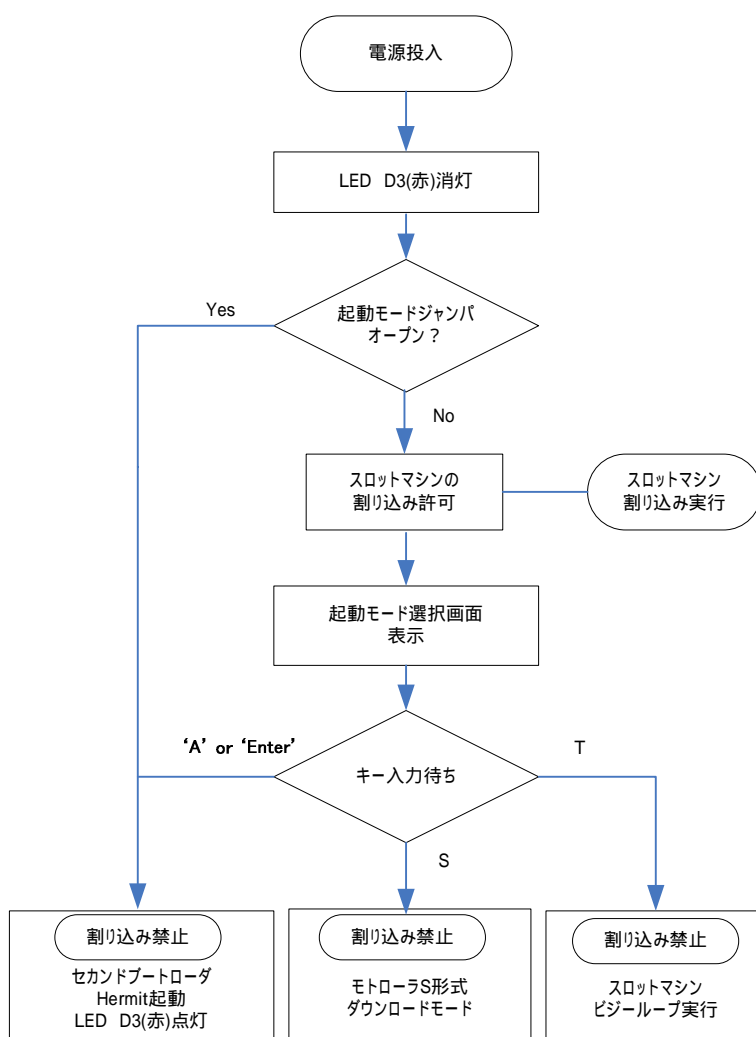 電源投入
LED D3(赤)消灯
起動モードジャンパ
オープン？
Yes
No
スロットマシンの
割り込み許可
スロットマシン
割り込み実行
起動モード選択画面
表示
キー入力待ち
‘A’ or ‘Enter’
T
S
割り込み禁止
セカンドブートローダ
Hermit起動
LED D3(赤)点灯
割り込み禁止
モトローラS形式
ダウンロードモード
割り込み禁止
スロットマシン
ビジーループ実行